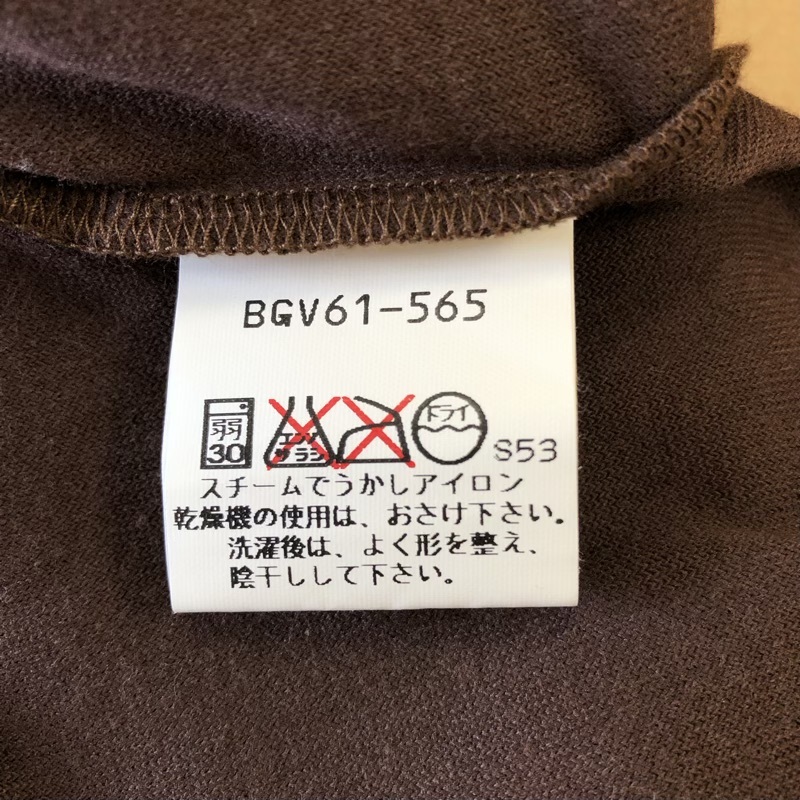 BGV61-565
弱 30 エンソサラシ ドライ S53
スチームでうかしアイロン
乾燥機の使用は、おさけ下さい。
洗濯後は、よく形を整え、
陰干しして下さい。